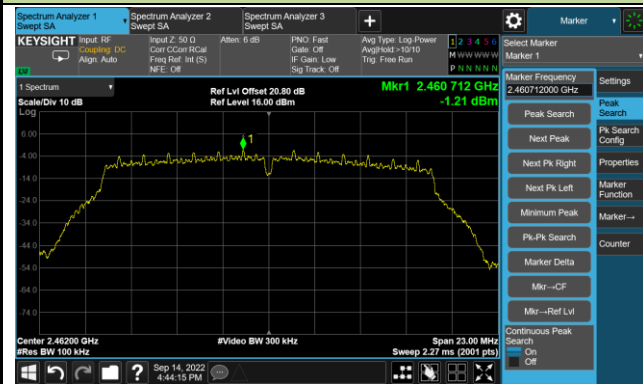 Spectrum Analyzer 1
Swept SA
Spectrum Analyzer 2
Swept SA
Spectrum Analyzer 3
Swept SA
+
Marker
KEYSIGHT
Input: RF
Coupling: DC
Align: Auto
Input Z: 50 Ω
Corr CCorr RCal
Freq Ref: Int (S)
NFE: Off
Atten: 6 dB
PNO: Fast
Gate: Off
IF Gain: Low
Sig Track: Off
Avg Type: Log-Power
Avg|Hold:>10/10
Trig: Free Run
1 2 3 4 5 6
M W W W W W
P N N N N N
Select Marker
Marker 1
1 Spectrum
Scale/Div 10 dB
Log
Ref Lvl Offset 20.80 dB
Ref Level 16.00 dBm
Mkr1 2.460 712 GHz
-1.21 dBm
6.00
-4.00
-14.0
-24.0
-34.0
-44.0
-54.0
-64.0
-74.0
1
Center 2.46200 GHz
#Res BW 100 kHz
#Video BW 300 kHz
Span 23.00 MHz
Sweep 2.27 ms (2001 pts)
Marker Frequency
2.460712000 GHz
Peak Search
Next Peak
Next Pk Right
Next Pk Left
Minimum Peak
Pk-Pk Search
Marker Delta
Mkr→CF
Mkr→Ref Lvl
Continuous Peak
Search
On
Off
Settings
Peak
Search
Pk Search
Config
Properties
Marker
Function
Marker→
Counter
?
Sep 14, 2022
4:44:15 PM